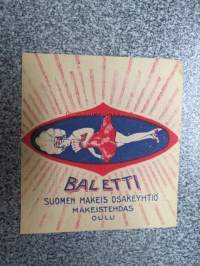 BALETTI
SUOMEN MAKEIS OSAKEYHTIÖ
MAKEISTEHDAS
OULU